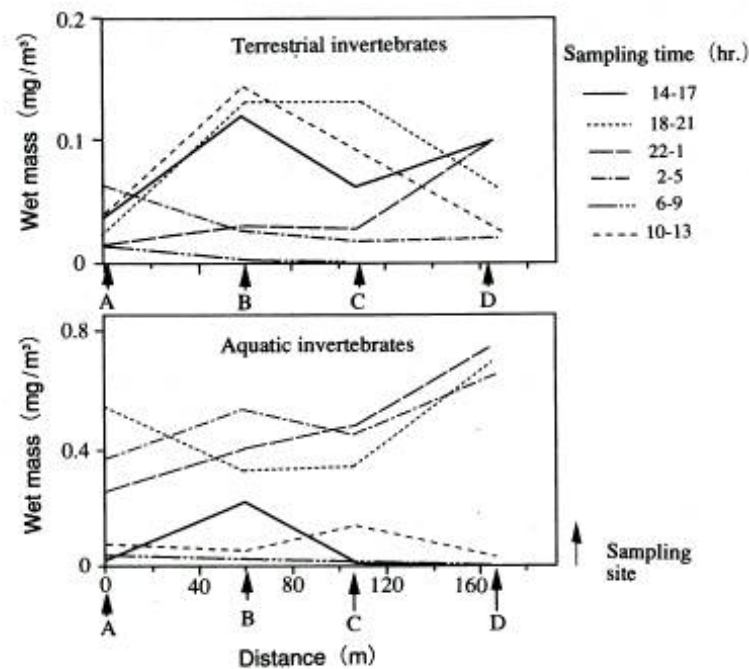 0.2
Terrestrial invertebrates
Wet mass (mg/m³)
0.1
0
A
B
C
D
Sampling time (hr.)
14-17
18-21
22-1
2-5
6-9
10-13
0.8
Aquatic invertebrates
Wet mass (mg/m³)
0.4
0
0
40
80
120
160
A
B
C
D
Distance (m)
Sampling
site